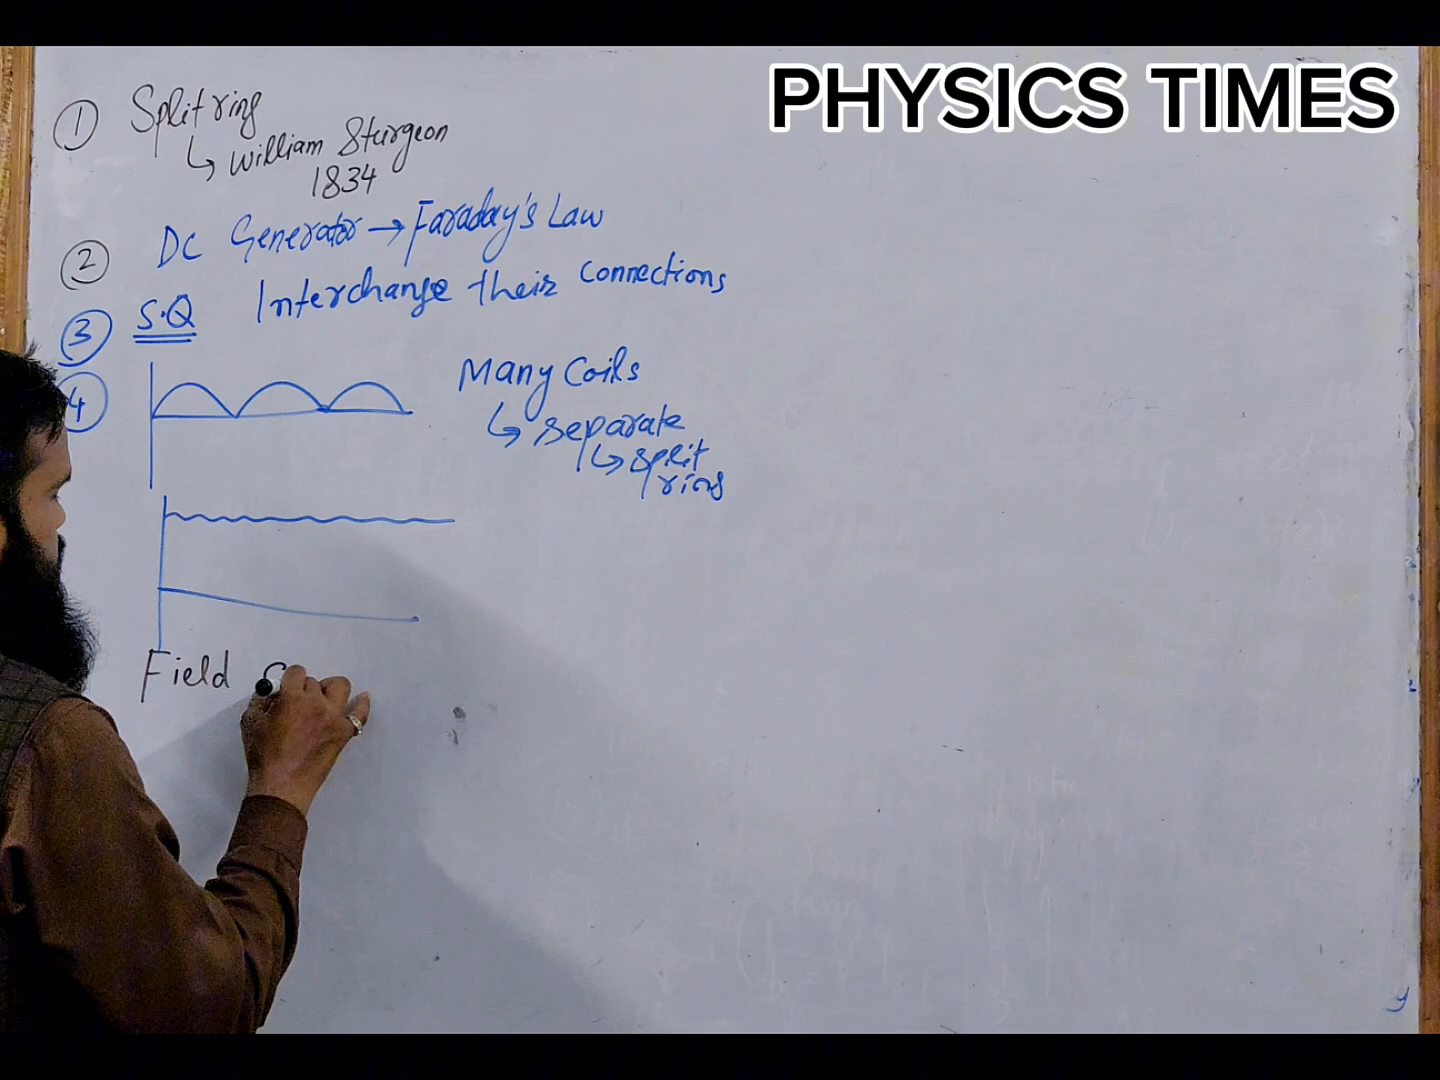 PHYSICS TIMES
① Split ring
↳ William Sturgeon
1834
② DC Generator → Faraday's Law
③ S.Q Interchange their connections
④
Many Coils
↳ separate
↳ split
ring
Field